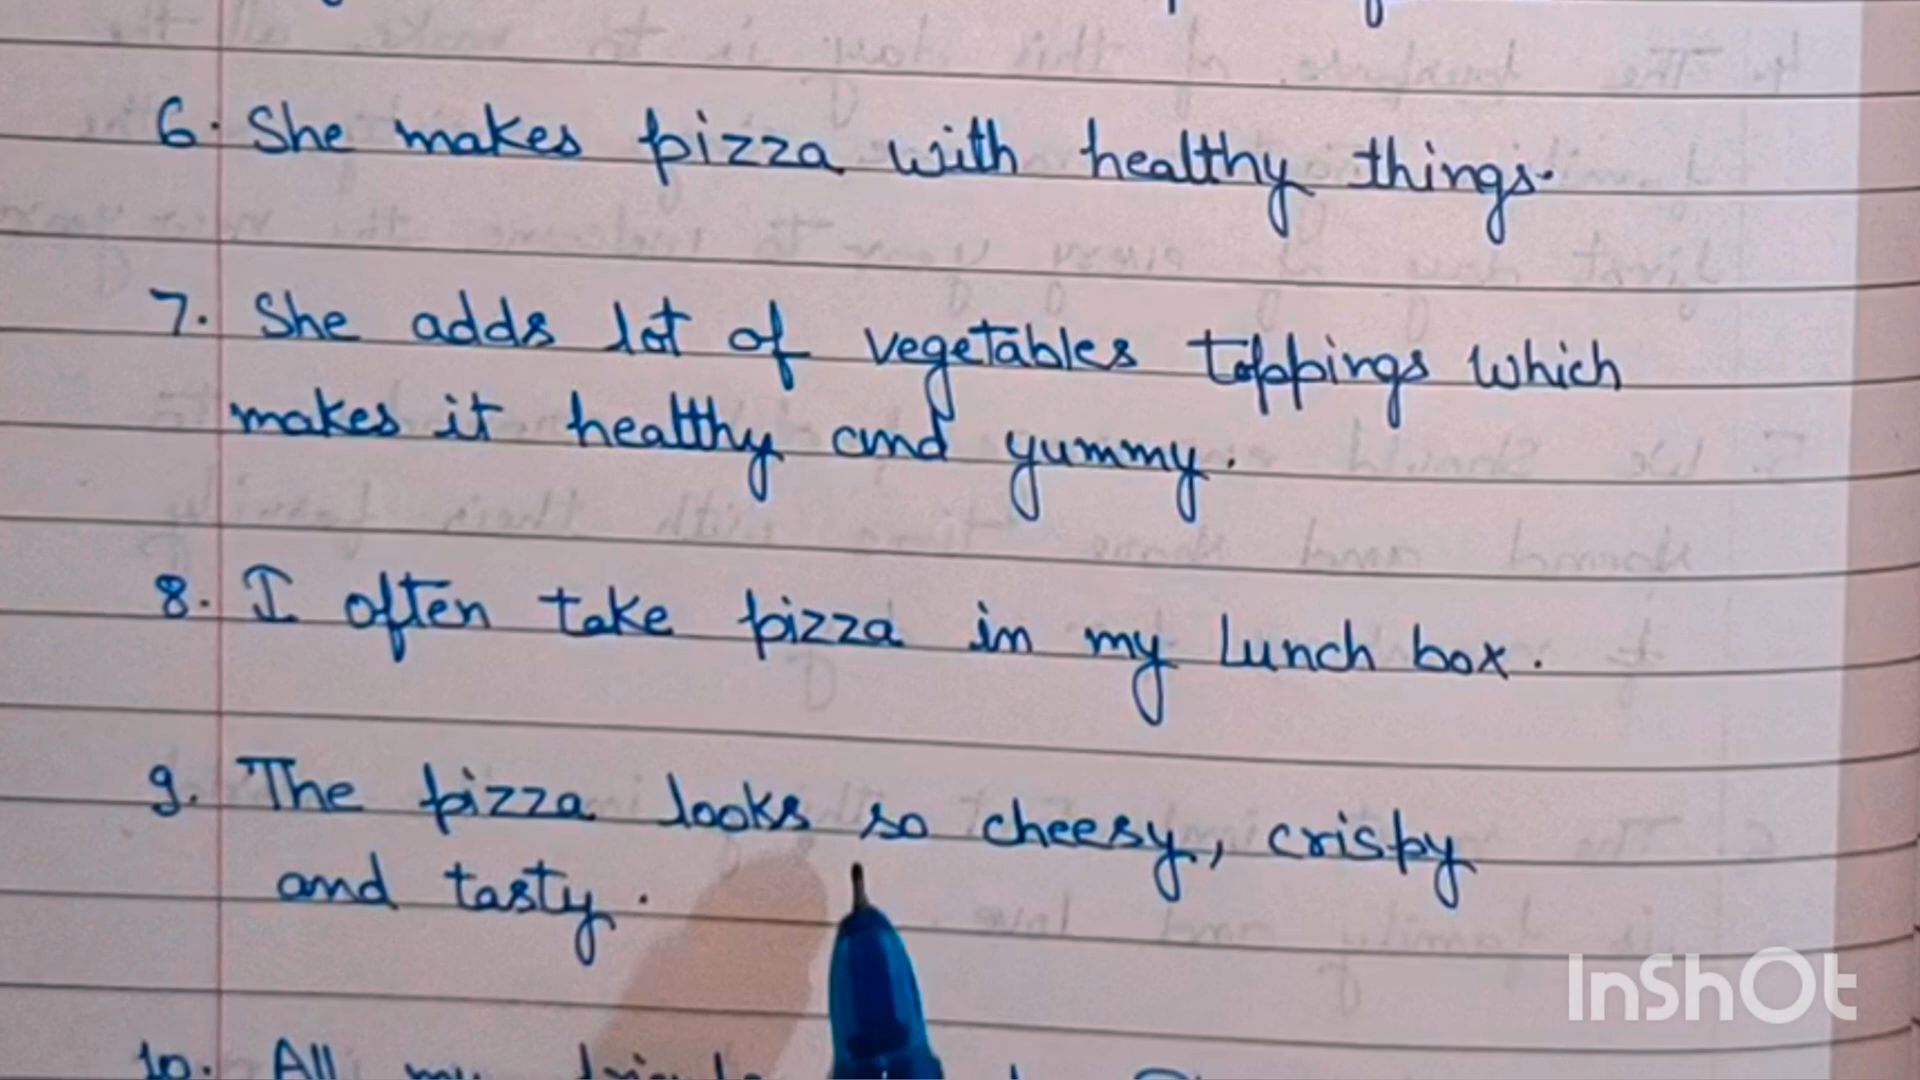 6. She makes pizza with healthy things.
7. She adds lot of vegetables toppings which
makes it healthy and yummy.
8. I often take pizza in my Lunch box.
9. The pizza looks so cheesy, crispy
and tasty.
10. All my
InShOt